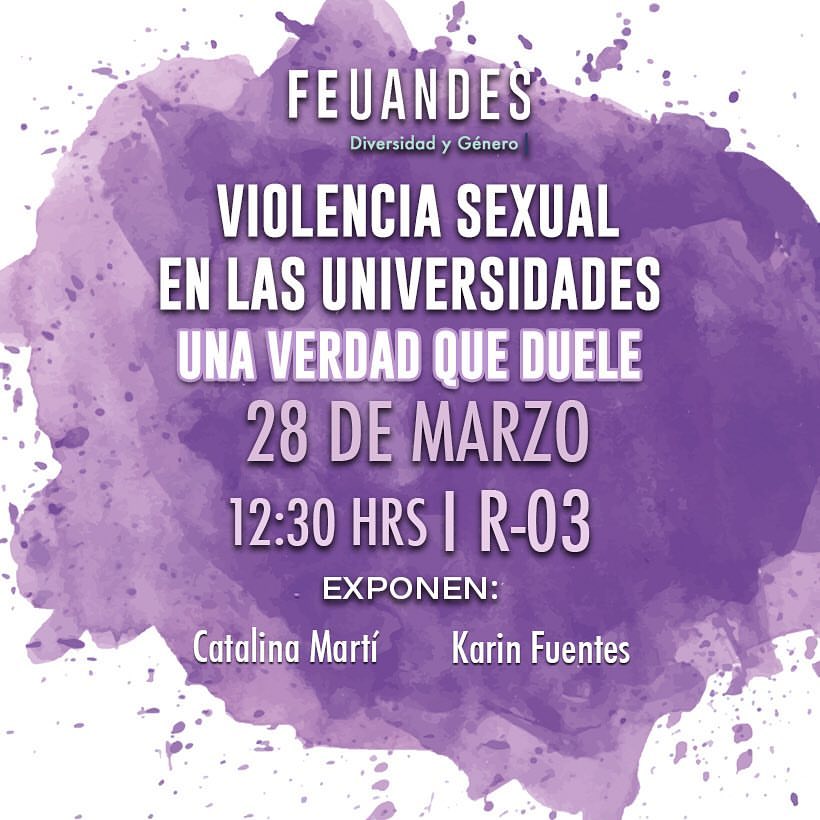 FEUANDES
Diversidad y Género
VIOLENCIA SEXUAL
EN LAS UNIVERSIDADES
UNA VERDAD QUE DUELE
28 DE MARZO
12:30 HRS | R-03
EXPONEN:
Catalina Martí Karin Fuentes